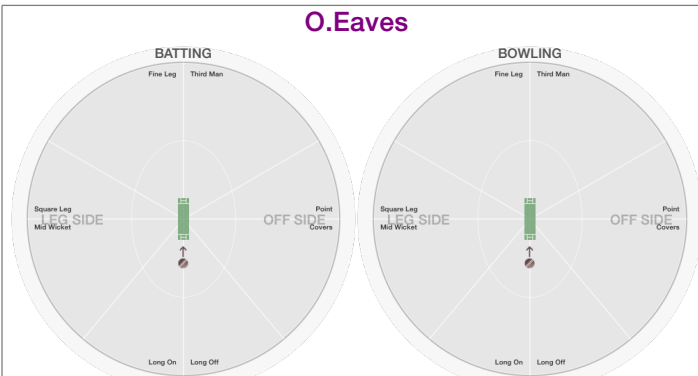 O.Eaves
BATTING
Fine Leg Third Man
Square Leg
LEG SIDE
Mid Wicket
Point
OFF SIDE
Covers
Long On Long Off
BOWLING
Fine Leg Third Man
Square Leg
LEG SIDE
Mid Wicket
Point
OFF SIDE
Covers
Long On Long Off